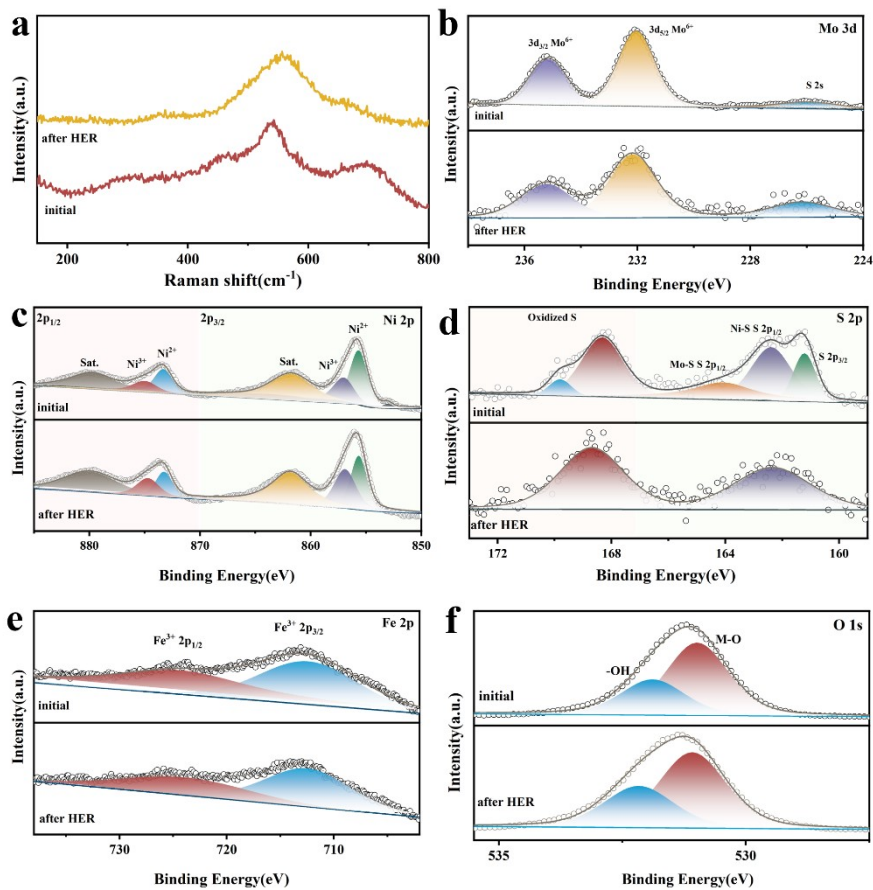 a
Intensity(a.u.)
after HER
initial
200 400 600 800
Raman shift(cm⁻¹)
b
Mo 3d
3d₃/₂ Mo⁶⁺
3d₅/₂ Mo⁶⁺
S 2s
initial
after HER
Intensity(a.u.)
236 232 228 224
Binding Energy(eV)
c
2p₁/₂
2p₃/₂
Ni 2p
Sat.
Ni³⁺
Ni²⁺
Sat.
Ni³⁺
Ni²⁺
initial
after HER
Intensity(a.u.)
880 870 860 850
Binding Energy(eV)
d
S 2p
Oxidized S
Mo-S S 2p₁/₂
Ni-S S 2p₁/₂
S 2p₃/₂
initial
after HER
Intensity(a.u.)
172 168 164 160
Binding Energy(eV)
e
Fe 2p
Fe³⁺ 2p₁/₂
Fe³⁺ 2p₃/₂
initial
after HER
Intensity(a.u.)
730 720 710
Binding Energy(eV)
f
O 1s
-OH
M-O
initial
after HER
Intensity(a.u.)
535 530
Binding Energy(eV)